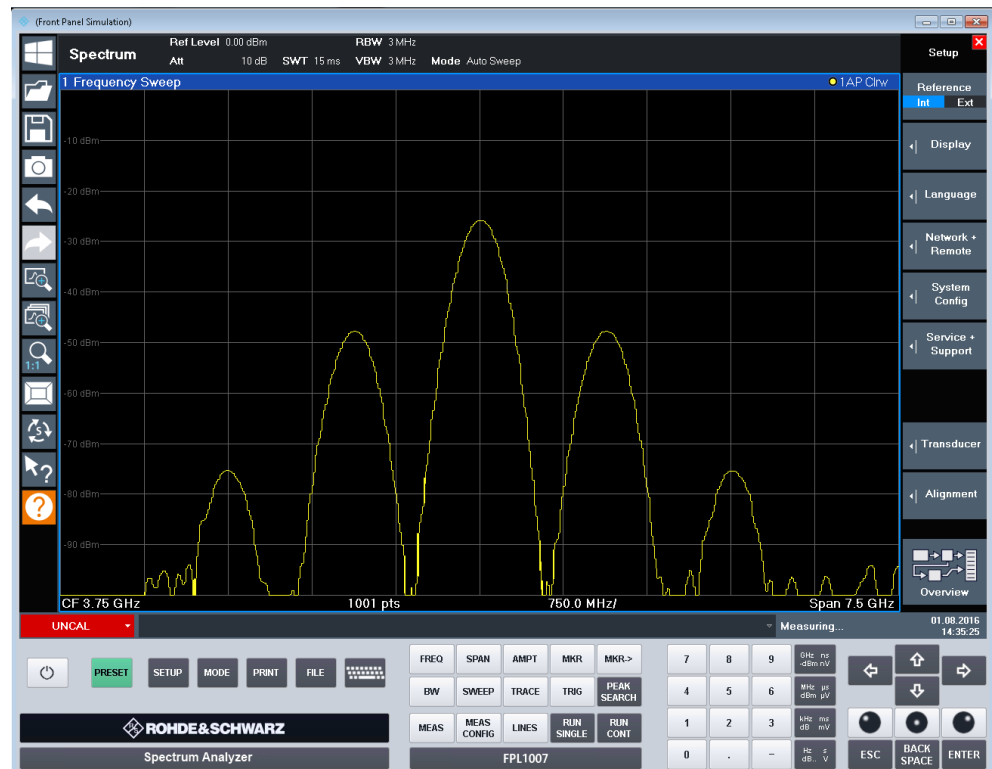 (Front Panel Simulation)
Spectrum
Ref Level 0.00 dBm RBW 3 MHz
Att 10 dB SWT 15 ms VBW 3 MHz Mode Auto Sweep
1 Frequency Sweep
1AP Clrw
-10 dBm
-20 dBm
-30 dBm
-40 dBm
-50 dBm
-60 dBm
-70 dBm
-80 dBm
-90 dBm
CF 3.75 GHz 1001 pts 750.0 MHz/ Span 7.5 GHz
1:1
S
?
?
Setup
Reference
Int Ext
Display
Language
Network +
Remote
System
Config
Service +
Support
Transducer
Alignment
Overview
UNCAL
Measuring...
01.08.2016
14:35:25
PRESET SETUP MODE PRINT FILE
FREQ SPAN AMPT MKR MKR->
BW SWEEP TRACE TRIG PEAK
SEARCH
MEAS MEAS
CONFIG LINES RUN
SINGLE RUN
CONT
7 8 9 GHz ns
-dBm nV
4 5 6 MHz µs
dBm µV
1 2 3 kHz ms
dB mV
0 . - Hz s
dB.. V
ESC BACK
SPACE ENTER
R&S ROHDE&SCHWARZ
Spectrum Analyzer FPL1007